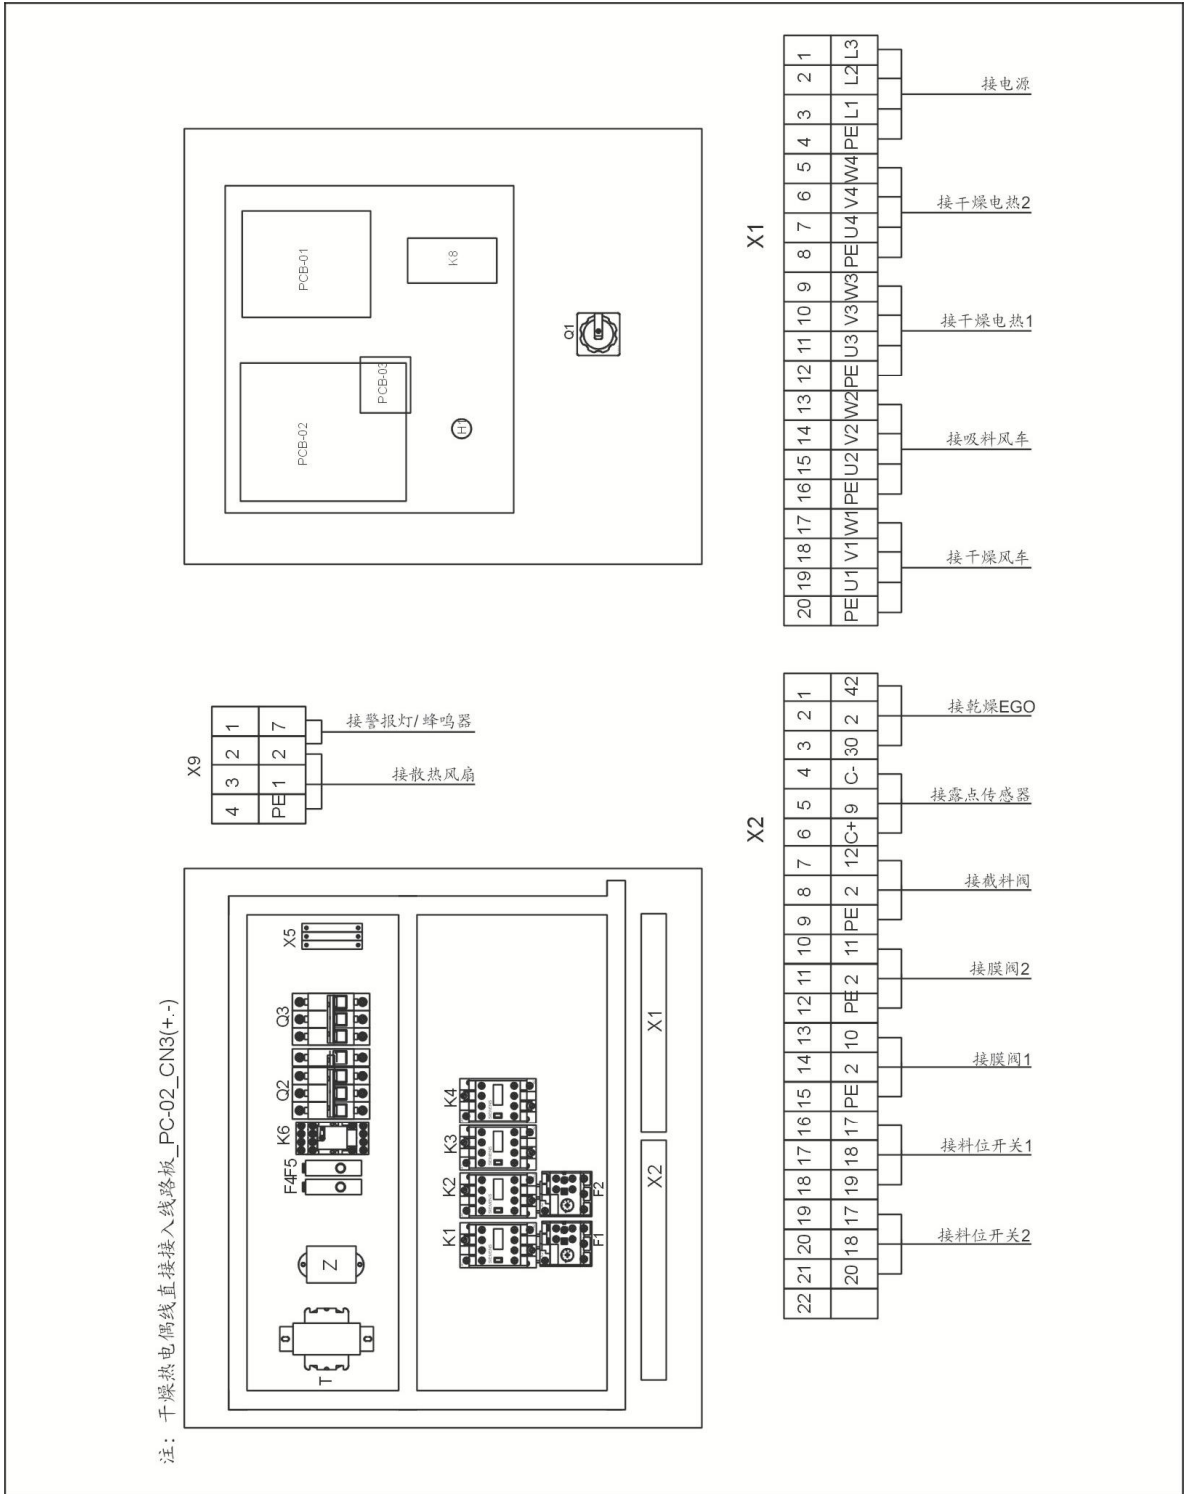 X1
1 L3
2 L2
3 L1
4 PE
5 W4
6 V4
7 U4
8 PE
9 W3
10 V3
11 U3
12 PE
13 W2
14 V2
15 U2
16 PE
17 W1
18 V1
19 U1
20 PE
接电源
接干燥电热2
接干燥电热1
接吸料风车
接干燥风车
PCB-01
K8
PCB-03
PCB-02
H1
Q1
X9
1 7
2 2
3 1
4 PE
接警报灯/蜂鸣器
接散热风扇
X2
1 42
2 2
3 30
4 C-
5 9
6 C+
7 12
8 2
9 PE
10 11
11 2
12 PE
13 10
14 2
15 PE
16 17
17 18
18 19
19 17
20 18
21 20
22
接乾燥EGO
接露点传感器
接截料阀
接膜阀2
接膜阀1
接料位开关1
接料位开关2
X5
Q3
Q2
K6
F4F5
Z
T
K4
K3
K2
K1
F2
F1
X1
X2
注：干燥热电偶线直接接入线路板_PC-02_CN3(+.-)